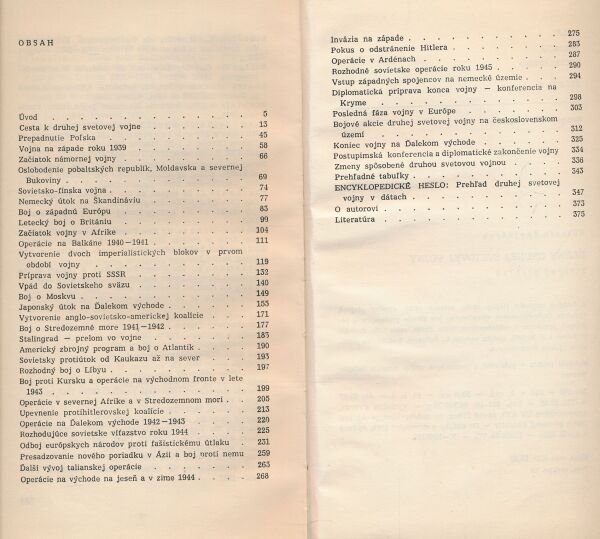 OBSAH
Úvod . . . . . . . . . . . . 5
Cesta k druhej svetovej vojne . . . . . . . 13
Prepadnutie Poľska . . . . . . . . . . 45
Vojna na západe roku 1939 . . . . . . . 58
Začiatok námornej vojny . . . . . . . . 66
Oslobodenie pobaltských republík, Moldavska a severnej
Bukoviny . . . . . . . . . . . 69
Sovietsko-fínska vojna . . . . . . . . . 74
Nemecký útok na Škandináviu . . . . . . 77
Boj o západnú Európu . . . . . . . . 83
Letecký boj o Britániu . . . . . . . . 99
Začiatok vojny v Afrike . . . . . . . . 104
Operácie na Balkáne 1940—1941 . . . . . . 111
Vytvorenie dvoch imperialistických blokov v prvom
období vojny . . . . . . . . . . 119
Príprava vojny proti SSSR . . . . . . . . 132
Vpád do Sovietskeho sväzu . . . . . . . 140
Boj o Moskvu . . . . . . . . . . 149
Japonský útok na Ďalekom východe . . . . . 153
Vytvorenie anglo-sovietsko-americkej koalície . . . 171
Boj o Stredozemné more 1941—1942 . . . . . 177
Stalingrad — prelom vo vojne . . . . . . 183
Americký zbrojný program a boj o Atlantik . . . . 190
Sovietsky protiútok od Kaukazu až na sever . . . 193
Rozhodný boj o Líbyu . . . . . . . . 197
Boj proti Kursku a operácie na východnom fronte v lete
1943 . . . . . . . . . . . . 199
Operácie v severnej Afrike a v Stredozemnom mori . . 205
Upevnenie protihitlerovskej koalície . . . . . 213
Operácie na Ďalekom východe 1942—1943 . . . . 220
Rozhodujúce sovietske víťazstvo roku 1944 . . . . 225
Odboj európskych národov proti fašistickému útlaku . 231
Presadzovanie nového poriadku v Ázii a boj proti nemu 259
Ďalší vývoj talianskej operácie . . . . . . 263
Operácie na východe na jeseň a v zime 1944 . . . 268
Invázia na západe . . . . . . . . . . 275
Pokus o odstránenie Hitlera . . . . . . . 283
Operácie v Ardénach . . . . . . . . . 287
Rozhodné sovietske operácie roku 1945 . . . . . 290
Vstup západných spojencov na nemecké územie . . . 294
Diplomatická príprava konca vojny — konferencia na
Kryme . . . . . . . . . . . 298
Posledná fáza vojny v Európe . . . . . . . 303
Bojové akcie druhej svetovej vojny na československom
území . . . . . . . . . . . 312
Koniec vojny na Ďalekom východe . . . . . 325
Postupimská konferencia a diplomatické zakončenie vojny 334
Zmeny spôsobené druhou svetovou vojnou . . . . 336
Prehľadné tabuľky . . . . . . . . . . 343
ENCYKLOPEDICKÉ HESLO: Prehľad druhej svetovej
vojny v dátach . . . . . . . . . 347
O autorovi . . . . . . . . . . . 373
Literatúra . . . . . . . . . . . 375